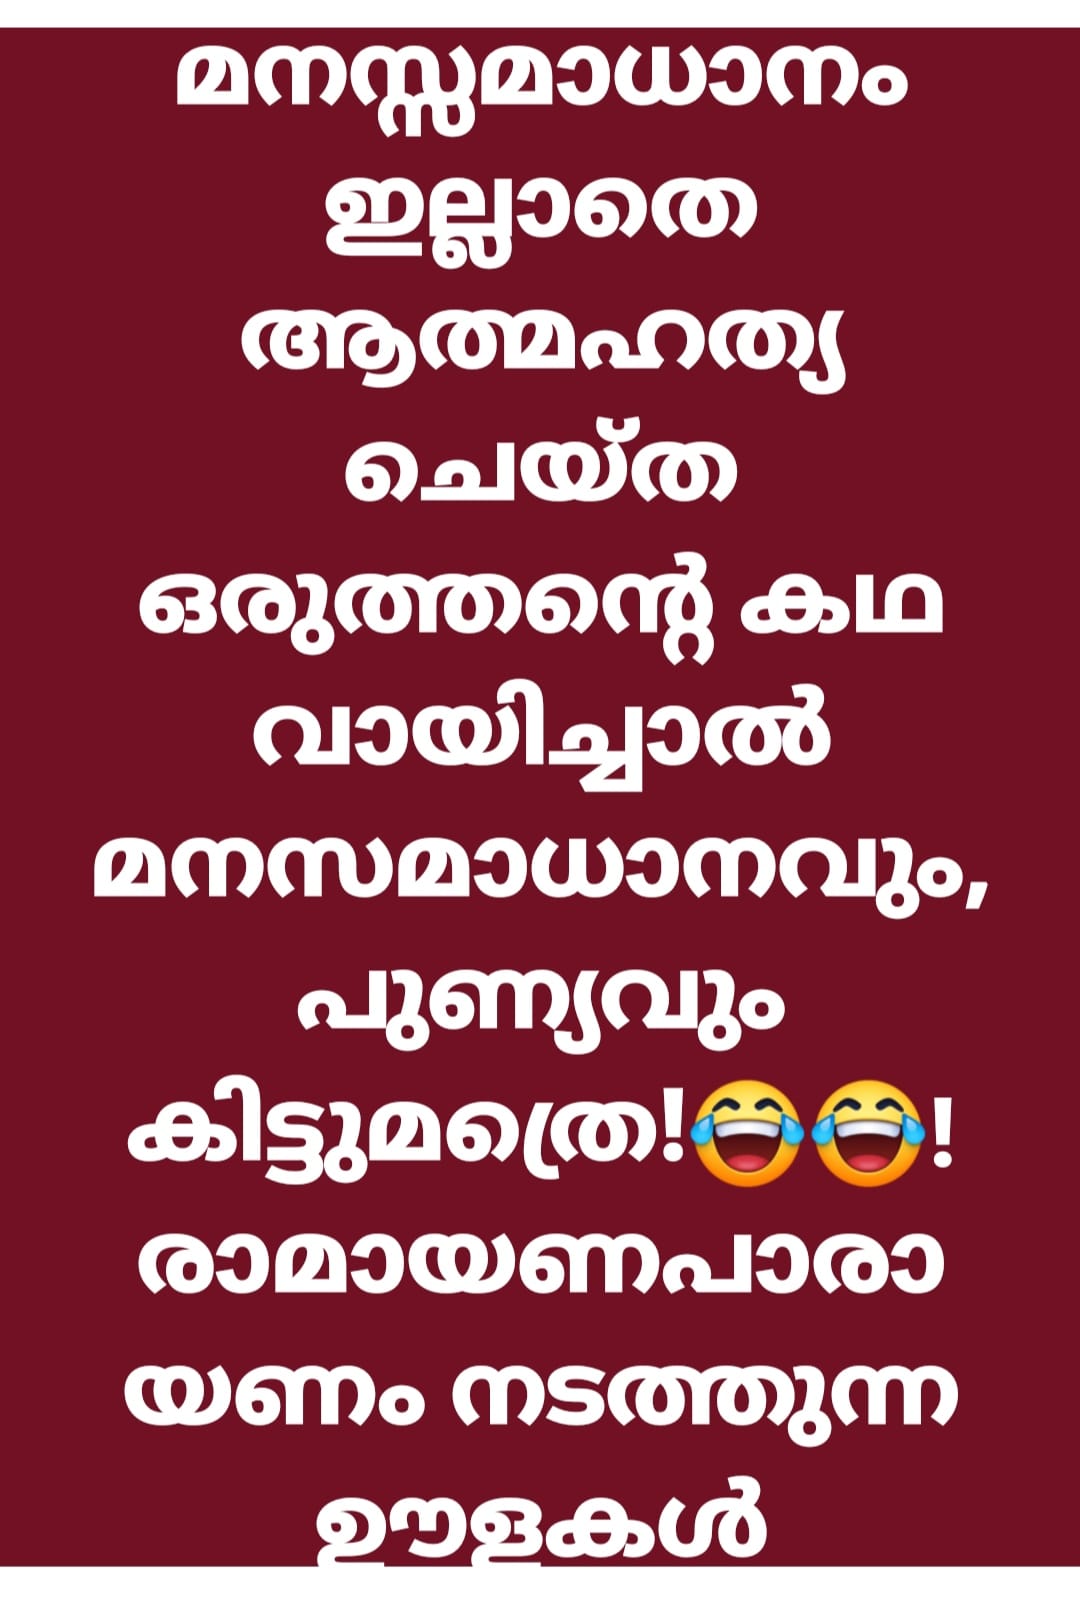 മനസ്സമാധാനം
ഇല്ലാതെ
ആത്മഹത്യ
ചെയ്ത
ഒരുത്തന്റെ കഥ
വായിച്ചാൽ
മനസമാധാനവും,
പുണ്യവും
കിട്ടുമത്രെ!😂😂!
രാമായണപാരാ
യണം നടത്തുന്ന
ഊളകൾ